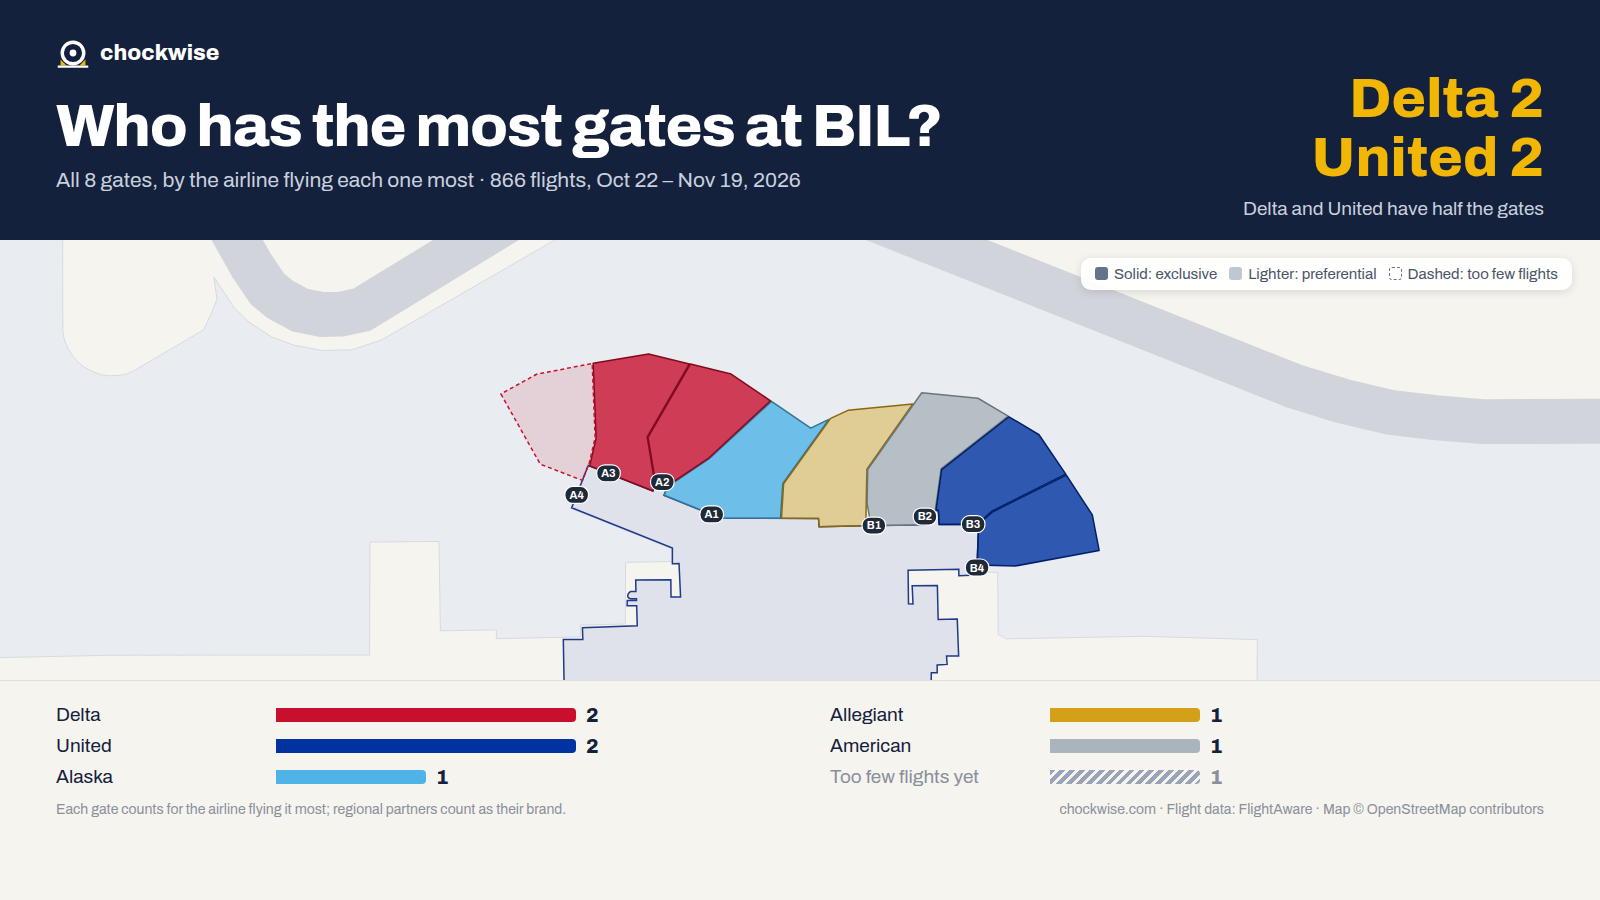 chockwise
Who has the most gates at BIL?
All 8 gates, by the airline flying each one most · 866 flights, Oct 22 – Nov 19, 2026
Delta 2
United 2
Delta and United have half the gates
Solid: exclusive
Lighter: preferential
Dashed: too few flights
A3
A2
A4
A1
B1
B2
B3
B4
Delta 2
United 2
Alaska 1
Allegiant 1
American 1
Too few flights yet 1
Each gate counts for the airline flying it most; regional partners count as their brand.
chockwise.com · Flight data: FlightAware · Map © OpenStreetMap contributors